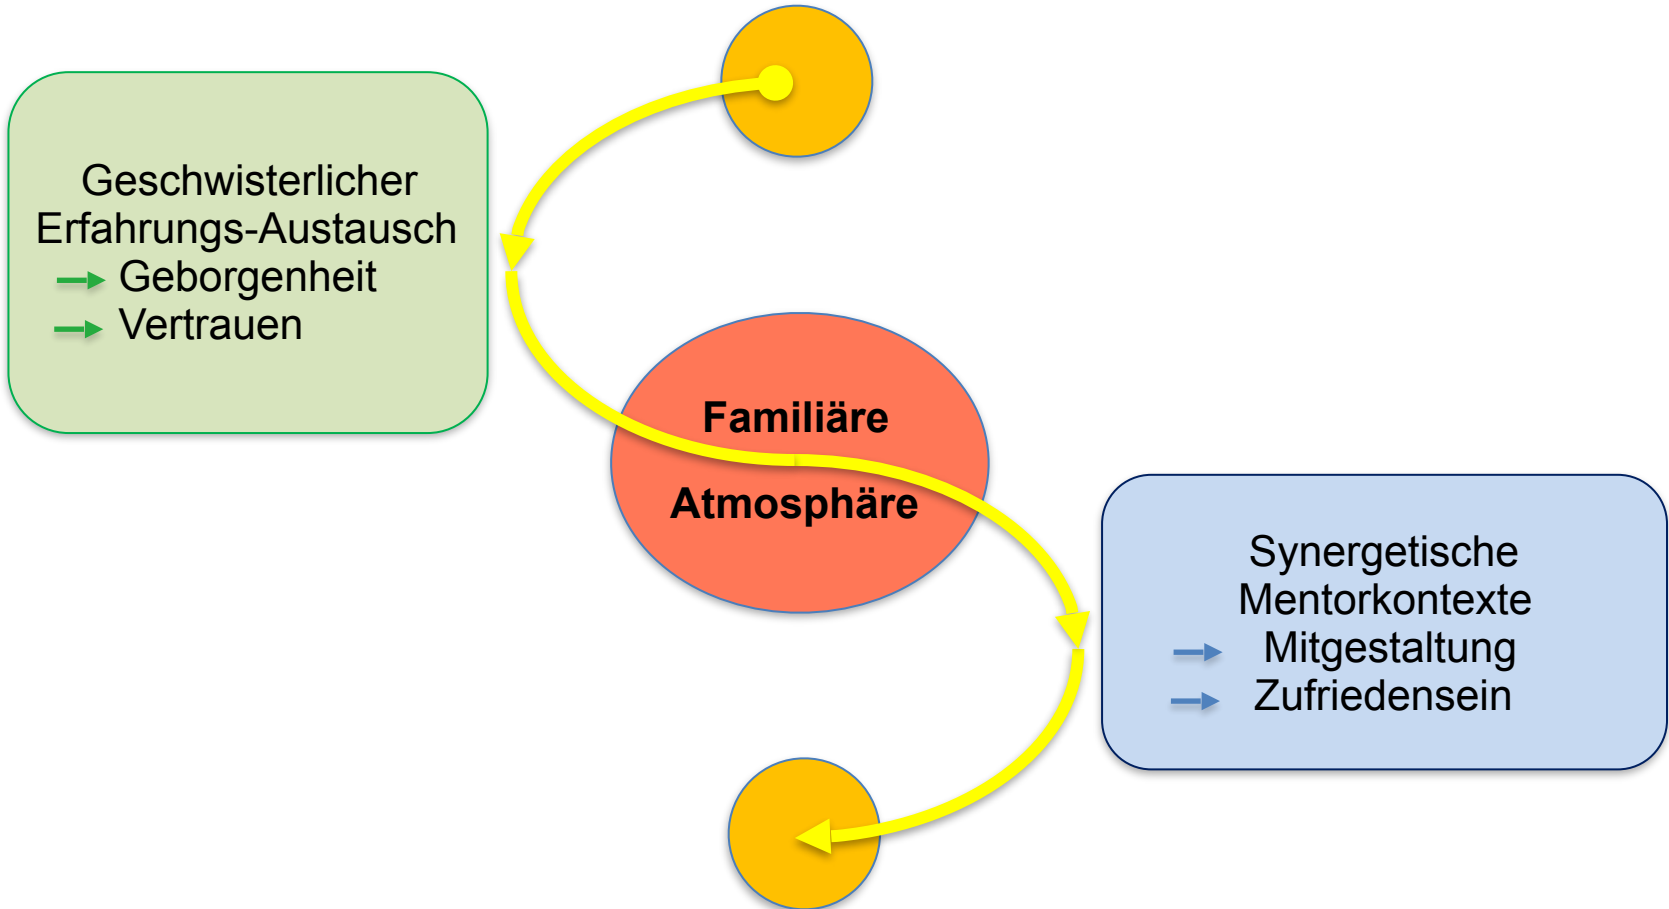 Geschwisterlicher
Erfahrungs-Austausch
Geborgenheit
Vertrauen
Familiäre
Atmosphäre
Synergetische
Mentorkontexte
Mitgestaltung
Zufriedensein